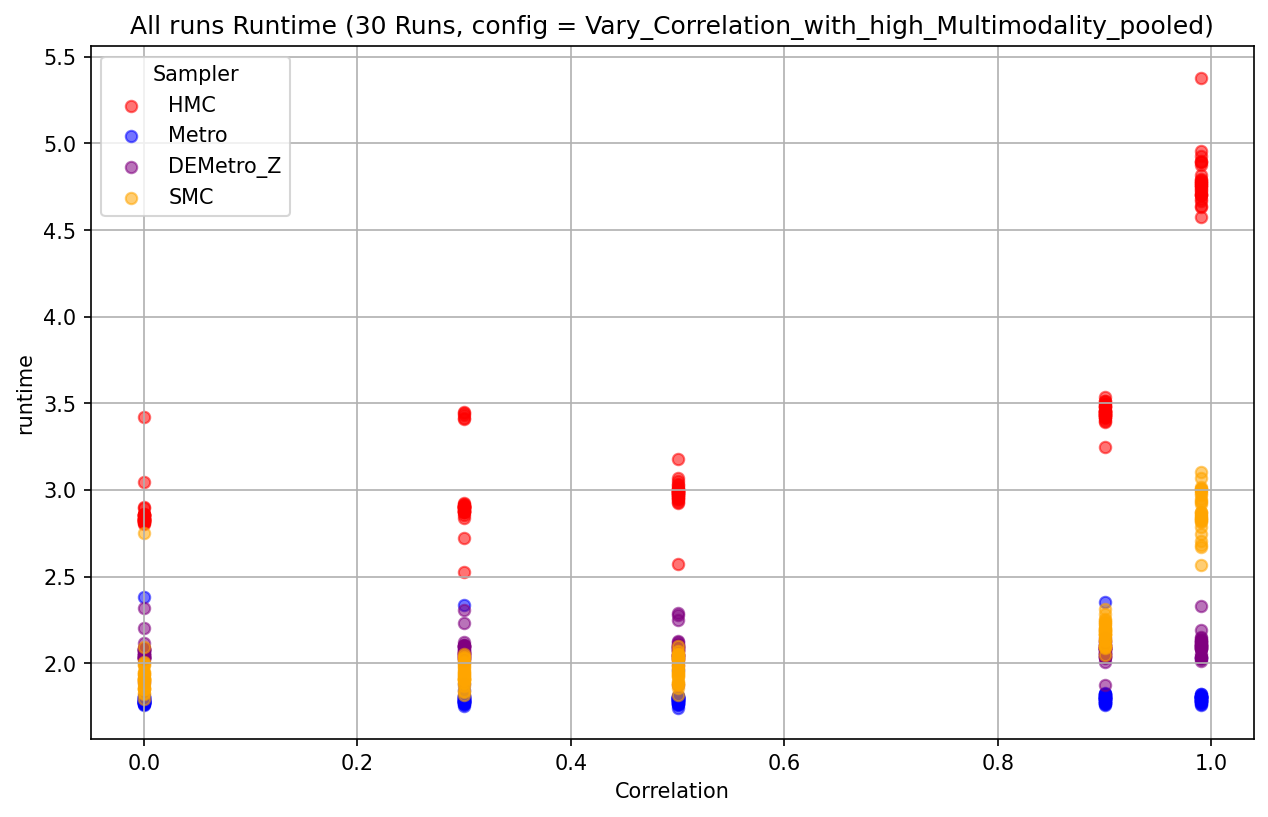 All runs Runtime (30 Runs, config = Vary_Correlation_with_high_Multimodality_pooled)
Sampler
HMC
Metro
DEMetro_Z
SMC
runtime
5.5
5.0
4.5
4.0
3.5
3.0
2.5
2.0
0.0 0.2 0.4 0.6 0.8 1.0
Correlation